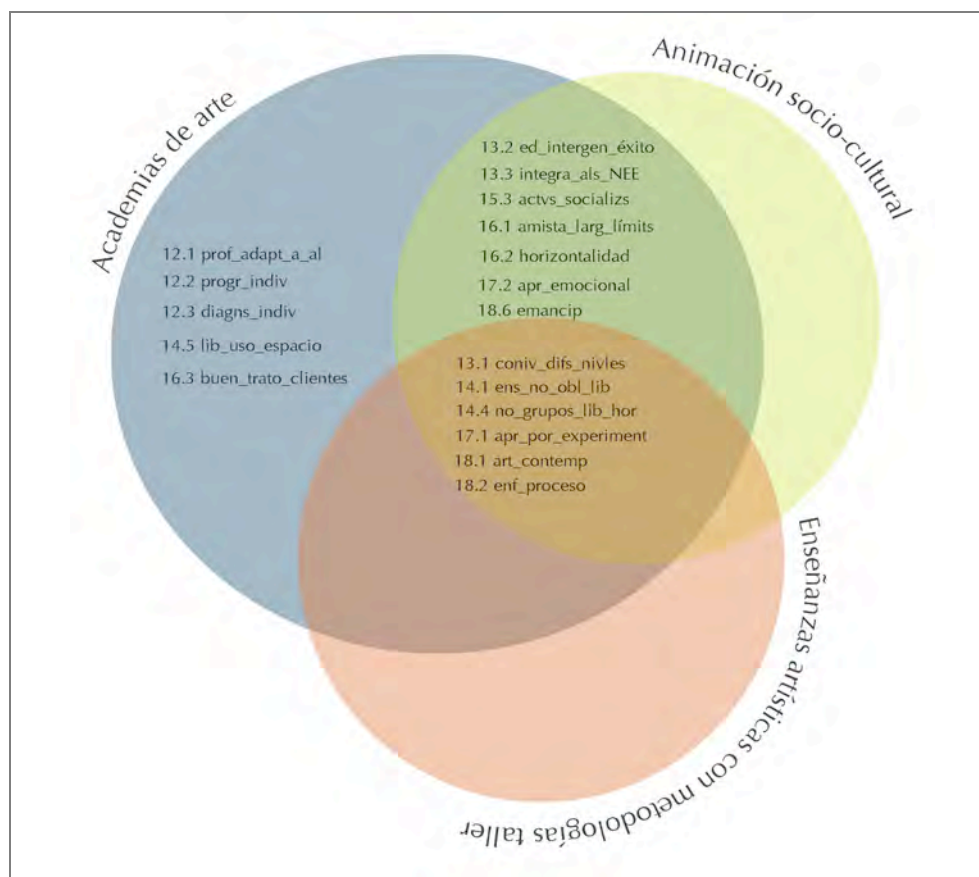 Academias de arte
Animación socio-cultural
13.2 ed_intergen_éxito
13.3 integra_als_NEE
15.3 actvs_socializs
16.1 amista_larg_límits
16.2 horizontalidad
17.2 apr_emocional
18.6 emancip
12.1 prof_adapt_a_al
12.2 progr_indiv
12.3 diagns_indiv
14.5 lib_uso_espacio
16.3 buen_trato_clientes
13.1 coniv_difs_nivles
14.1 ens_no_obl_lib
14.4 no_grupos_lib_hor
17.1 apr_por_experiment
18.1 art_contemp
18.2 enf_proceso
Enseñanzas artísticas con metodologías taller